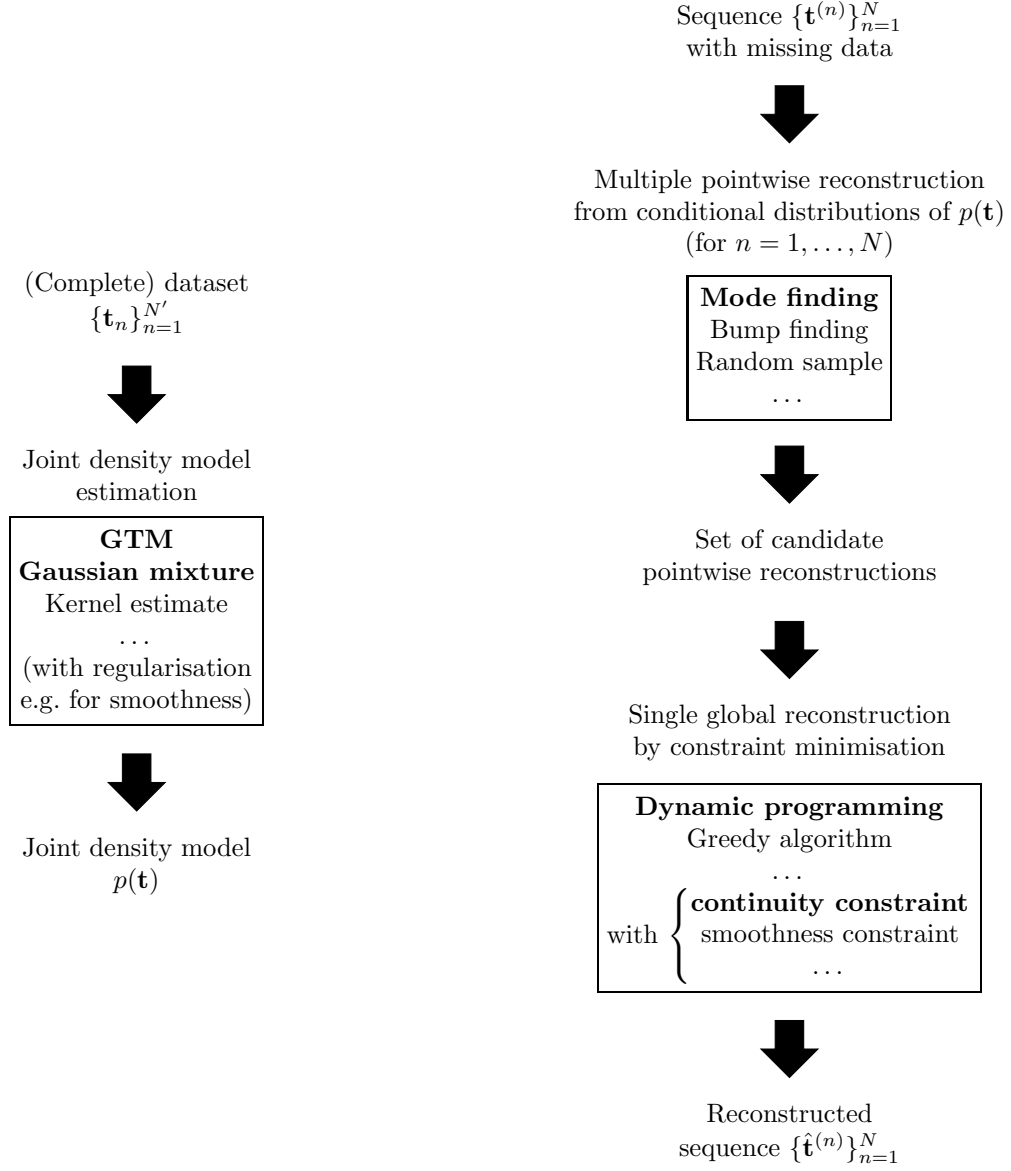 (Complete) dataset
{𝐭ₙ}ₙ₌₁^{N′}
Joint density model
estimation
GTM
Gaussian mixture
Kernel estimate
. . .
(with regularisation
e.g. for smoothness)
Joint density model
p(𝐭)
Sequence {𝐭⁽ⁿ⁾}ₙ₌₁^N
with missing data
Multiple pointwise reconstruction
from conditional distributions of p(𝐭)
(for n = 1, . . . , N)
Mode finding
Bump finding
Random sample
. . .
Set of candidate
pointwise reconstructions
Single global reconstruction
by constraint minimisation
Dynamic programming
Greedy algorithm
. . .
continuity constraint
with { smoothness constraint
. . .
Reconstructed
sequence {𝐭̂⁽ⁿ⁾}ₙ₌₁^N